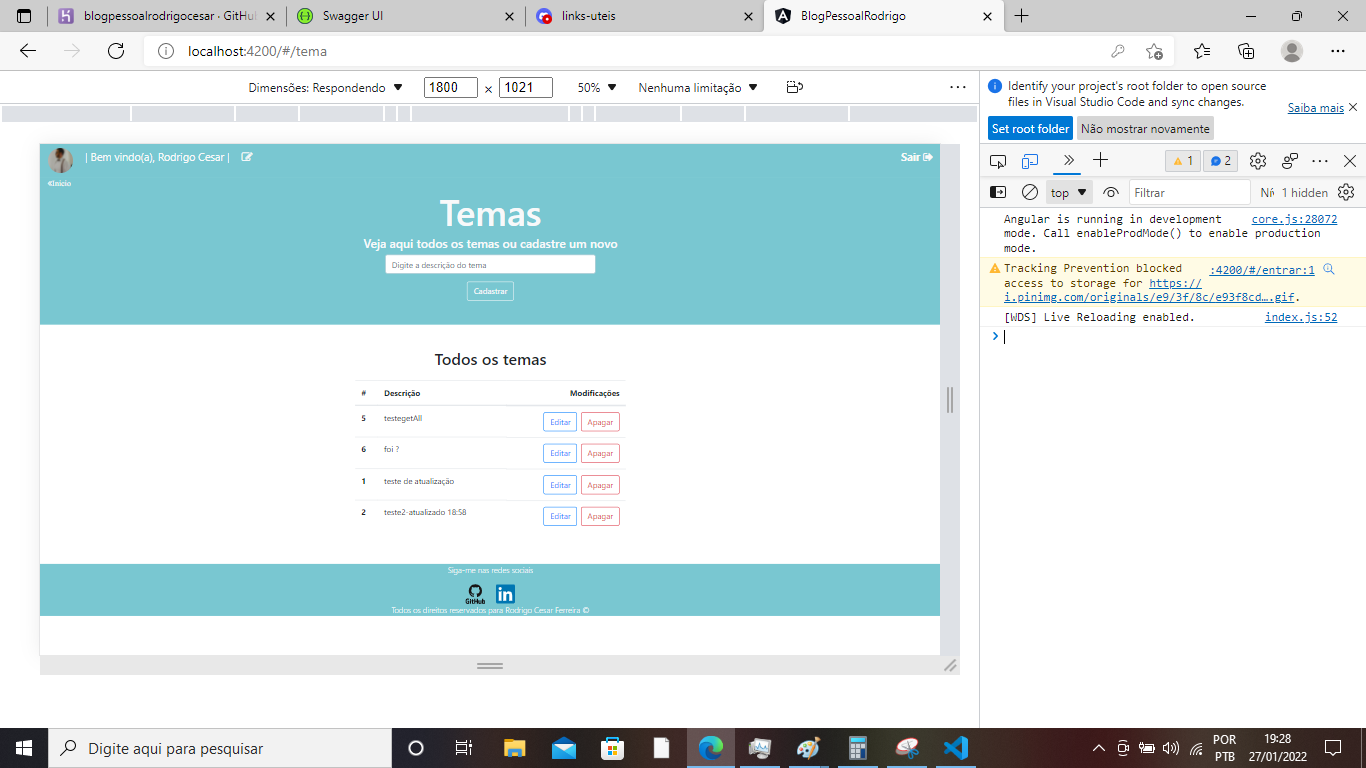 blogpessoalrodrigocesar · GitHub
Swagger UI
links-uteis
BlogPessoalRodrigo
localhost:4200/#/tema
Dimensões: Respondendo
1800 × 1021
50%
Nenhuma limitação
| Bem vindo(a), Rodrigo Cesar |
Sair
«Início
Temas
Veja aqui todos os temas ou cadastre um novo
Digite a descrição do tema
Cadastrar
Todos os temas
# Descrição Modificações
5 testegetAll Editar Apagar
6 foi ? Editar Apagar
1 teste de atualização Editar Apagar
2 teste2-atualizado 18:58 Editar Apagar
Siga-me nas redes sociais
GitHub in
Todos os direitos reservados para Rodrigo Cesar Ferreira ©
Identify your project's root folder to open source
files in Visual Studio Code and sync changes.
Saiba mais
Set root folder Não mostrar novamente
1 2
top Filtrar 1 hidden
Angular is running in development core.js:28072
mode. Call enableProdMode() to enable production
mode.
Tracking Prevention blocked :4200/#/entrar:1
access to storage for https://
i.pinimg.com/originals/e9/3f/8c/e93f8cd….gif.
[WDS] Live Reloading enabled. index.js:52
Digite aqui para pesquisar
POR
PTB
19:28
27/01/2022